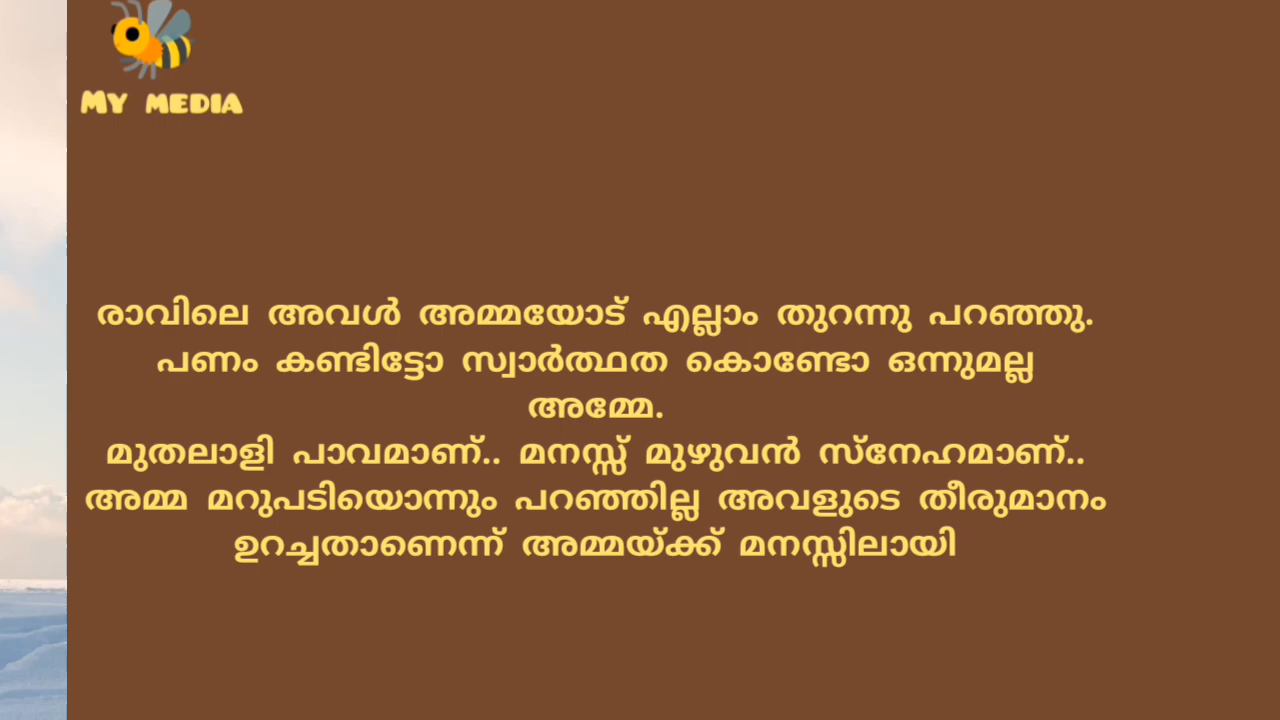 My media
രാവിലെ അവൾ അമ്മയോട് എല്ലാം തുറന്നു പറഞ്ഞു.
പണം കണ്ടിട്ടോ സ്വാർത്ഥത കൊണ്ടോ ഒന്നുമല്ല
അമ്മേ.
മുതലാളി പാവമാണ്.. മനസ്സ് മുഴുവൻ സ്നേഹമാണ്..
അമ്മ മറുപടിയൊന്നും പറഞ്ഞില്ല അവളുടെ തീരുമാനം
ഉറച്ചതാണെന്ന് അമ്മയ്ക്ക് മനസ്സിലായി